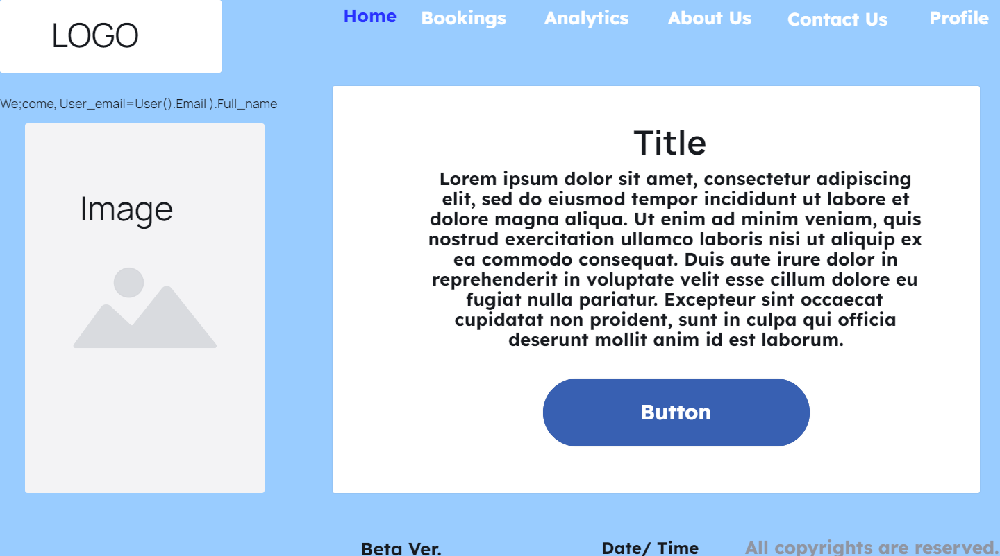 LOGO
Home Bookings Analytics About Us Contact Us Profile
We;come, User_email=User().Email ).Full_name
Image
Title
Lorem ipsum dolor sit amet, consectetur adipiscing
elit, sed do eiusmod tempor incididunt ut labore et
dolore magna aliqua. Ut enim ad minim veniam, quis
nostrud exercitation ullamco laboris nisi ut aliquip ex
ea commodo consequat. Duis aute irure dolor in
reprehenderit in voluptate velit esse cillum dolore eu
fugiat nulla pariatur. Excepteur sint occaecat
cupidatat non proident, sunt in culpa qui officia
deserunt mollit anim id est laborum.
Button
Beta Ver. Date/ Time All copyrights are reserved.